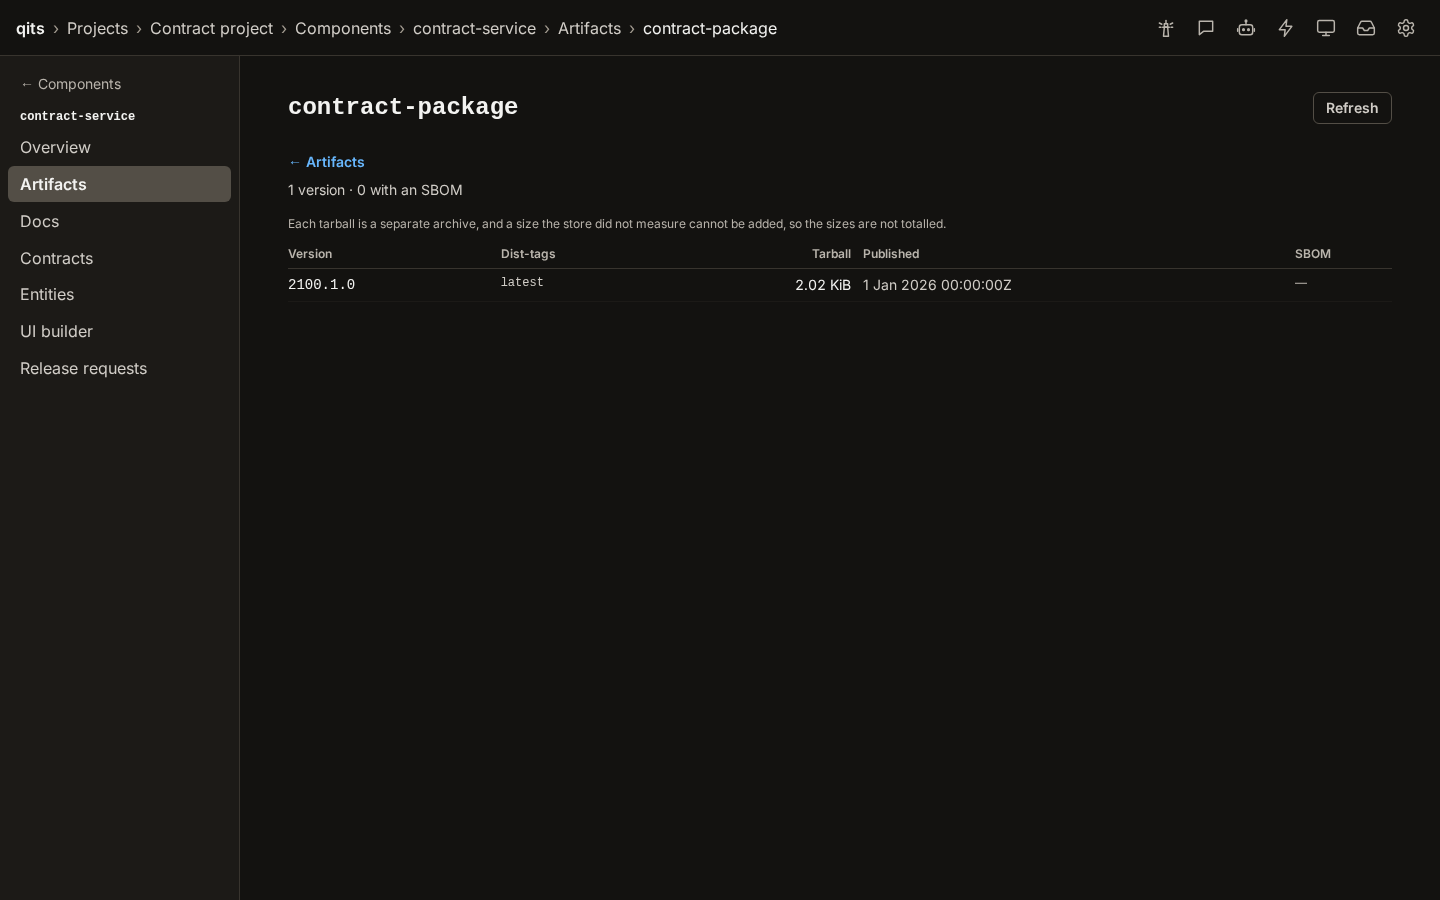 qits › Projects › Contract project › Components › contract-service › Artifacts › contract-package
← Components
contract-service
Overview
Artifacts
Docs
Contracts
Entities
UI builder
Release requests
contract-package
Refresh
← Artifacts
1 version · 0 with an SBOM
Each tarball is a separate archive, and a size the store did not measure cannot be added, so the sizes are not totalled.
Version Dist-tags Tarball Published SBOM
2100.1.0 latest 2.02 KiB 1 Jan 2026 00:00:00Z —